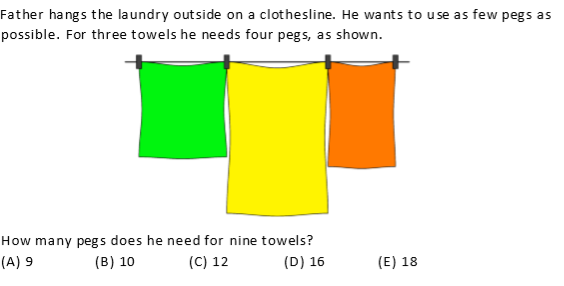 Father hangs the laundry outside on a clothesline. He wants to use as few pegs as
possible. For three towels he needs four pegs, as shown.
How many pegs does he need for nine towels?
(A) 9 (B) 10 (C) 12 (D) 16 (E) 18